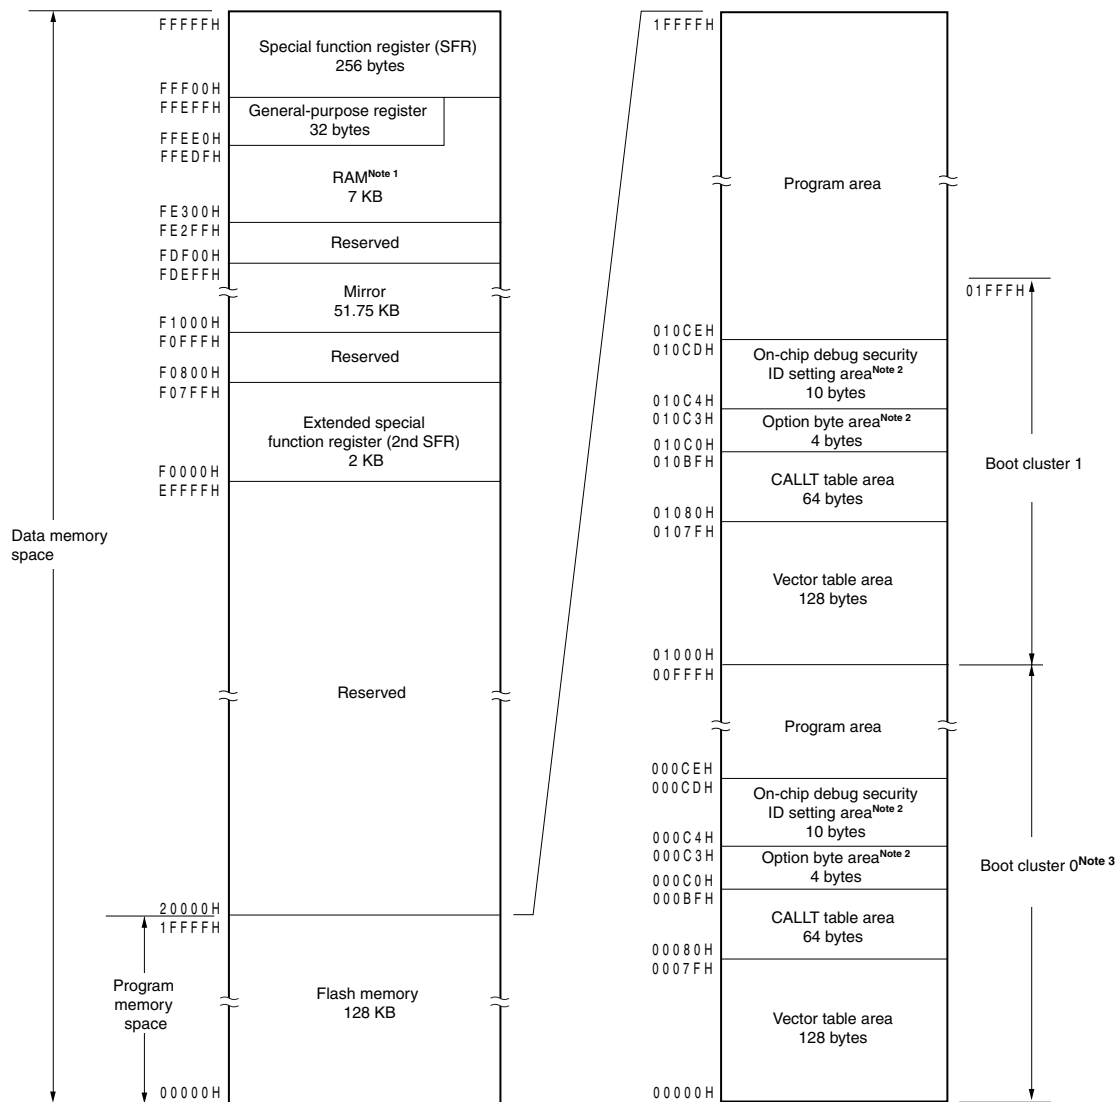 FFFFFH
Special function register (SFR)
256 bytes
FFF00H
FFEFFH
General-purpose register
32 bytes
FFEE0H
FFEDFH
RAMNote 1
7 KB
FE300H
FE2FFH
Reserved
FDF00H
FDEFFH
Mirror
51.75 KB
F1000H
F0FFFH
Reserved
F0800H
F07FFH
Extended special
function register (2nd SFR)
2 KB
F0000H
EFFFFH
Data memory
space
Reserved
20000H
1FFFFH
Program
memory
space
Flash memory
128 KB
00000H
1FFFFH
Program area
01FFFH
010CEH
010CDH
On-chip debug security
ID setting areaNote 2
10 bytes
010C4H
010C3H
Option byte areaNote 2
4 bytes
010C0H
010BFH
CALLT table area
64 bytes
01080H
0107FH
Boot cluster 1
Vector table area
128 bytes
01000H
00FFFH
Program area
000CEH
000CDH
On-chip debug security
ID setting areaNote 2
10 bytes
000C4H
000C3H
Option byte areaNote 2
4 bytes
000C0H
000BFH
Boot cluster 0Note 3
CALLT table area
64 bytes
00080H
0007FH
Vector table area
128 bytes
00000H